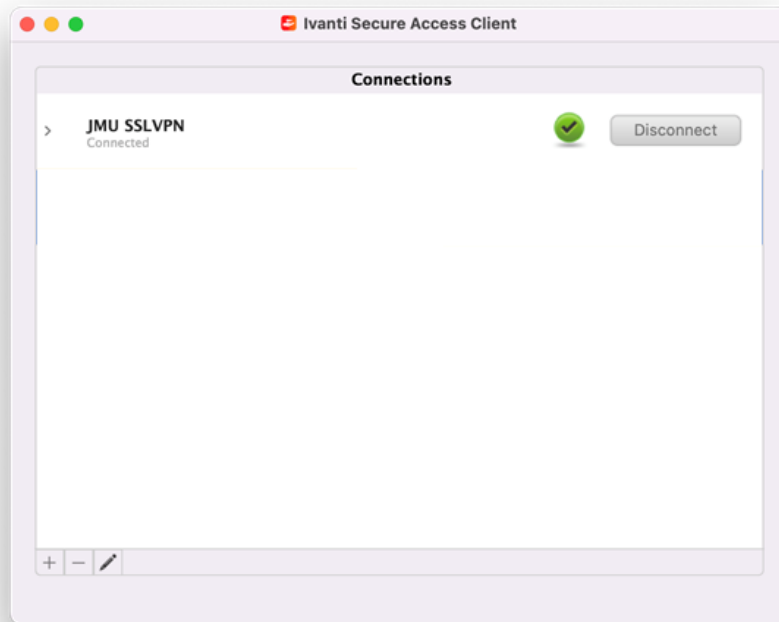 Ivanti Secure Access Client
Connections
JMU SSLVPN
Connected
Disconnect